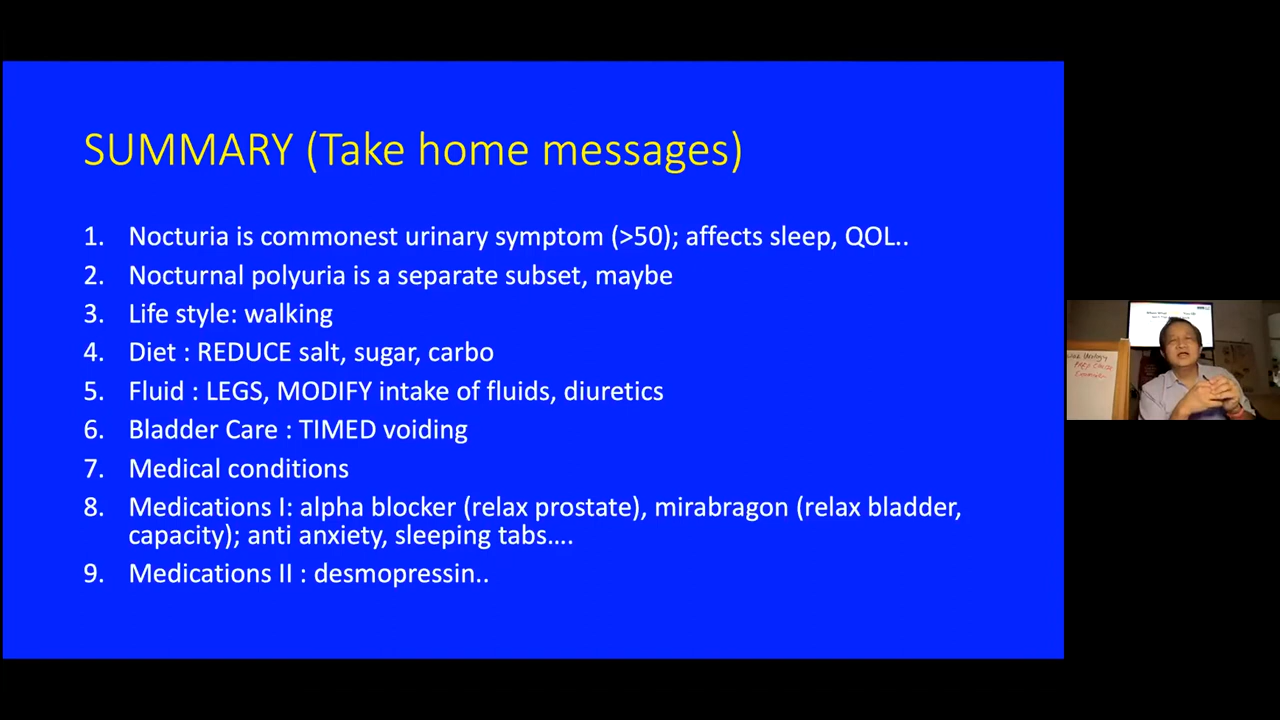 SUMMARY (Take home messages)
1. Nocturia is commonest urinary symptom (>50); affects sleep, QOL..
2. Nocturnal polyuria is a separate subset, maybe
3. Life style: walking
4. Diet : REDUCE salt, sugar, carbo
5. Fluid : LEGS, MODIFY intake of fluids, diuretics
6. Bladder Care : TIMED voiding
7. Medical conditions
8. Medications I: alpha blocker (relax prostate), mirabragon (relax bladder,
capacity); anti anxiety, sleeping tabs....
9. Medications II : desmopressin..
Urology